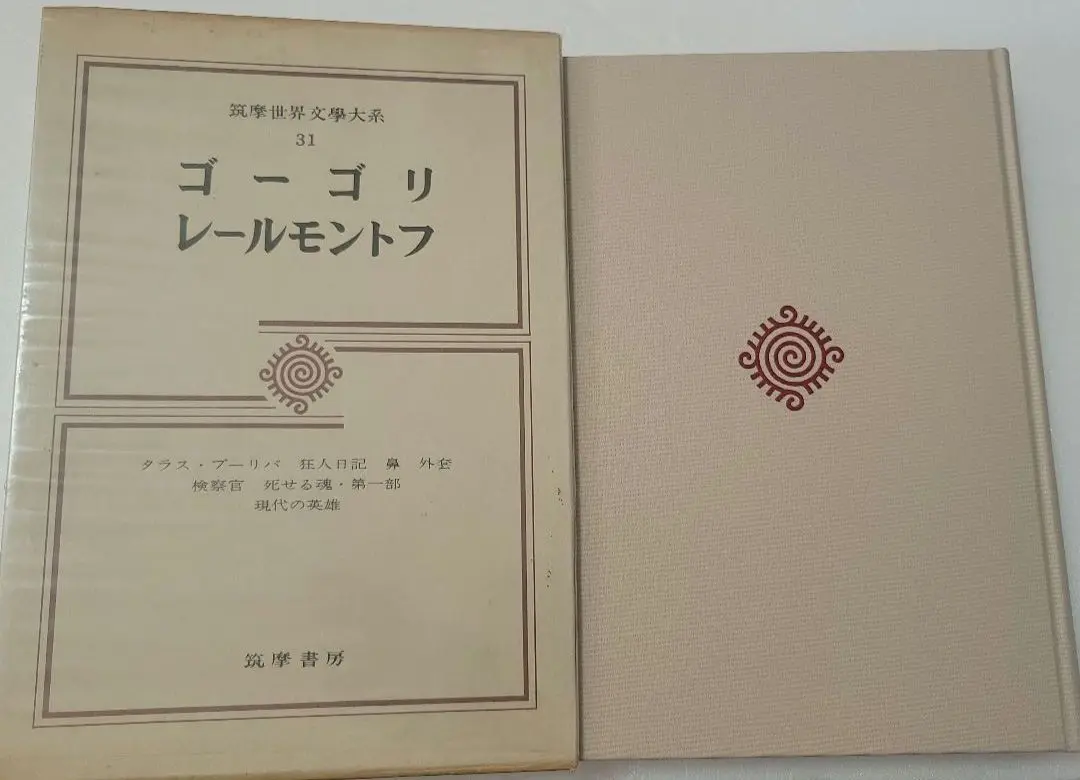 筑摩世界文學大系
31
ゴーゴリ
レールモントフ
タラス・ブーリバ 狂人日記 鼻 外套
検察官 死せる魂・第一部
現代の英雄
筑摩書房